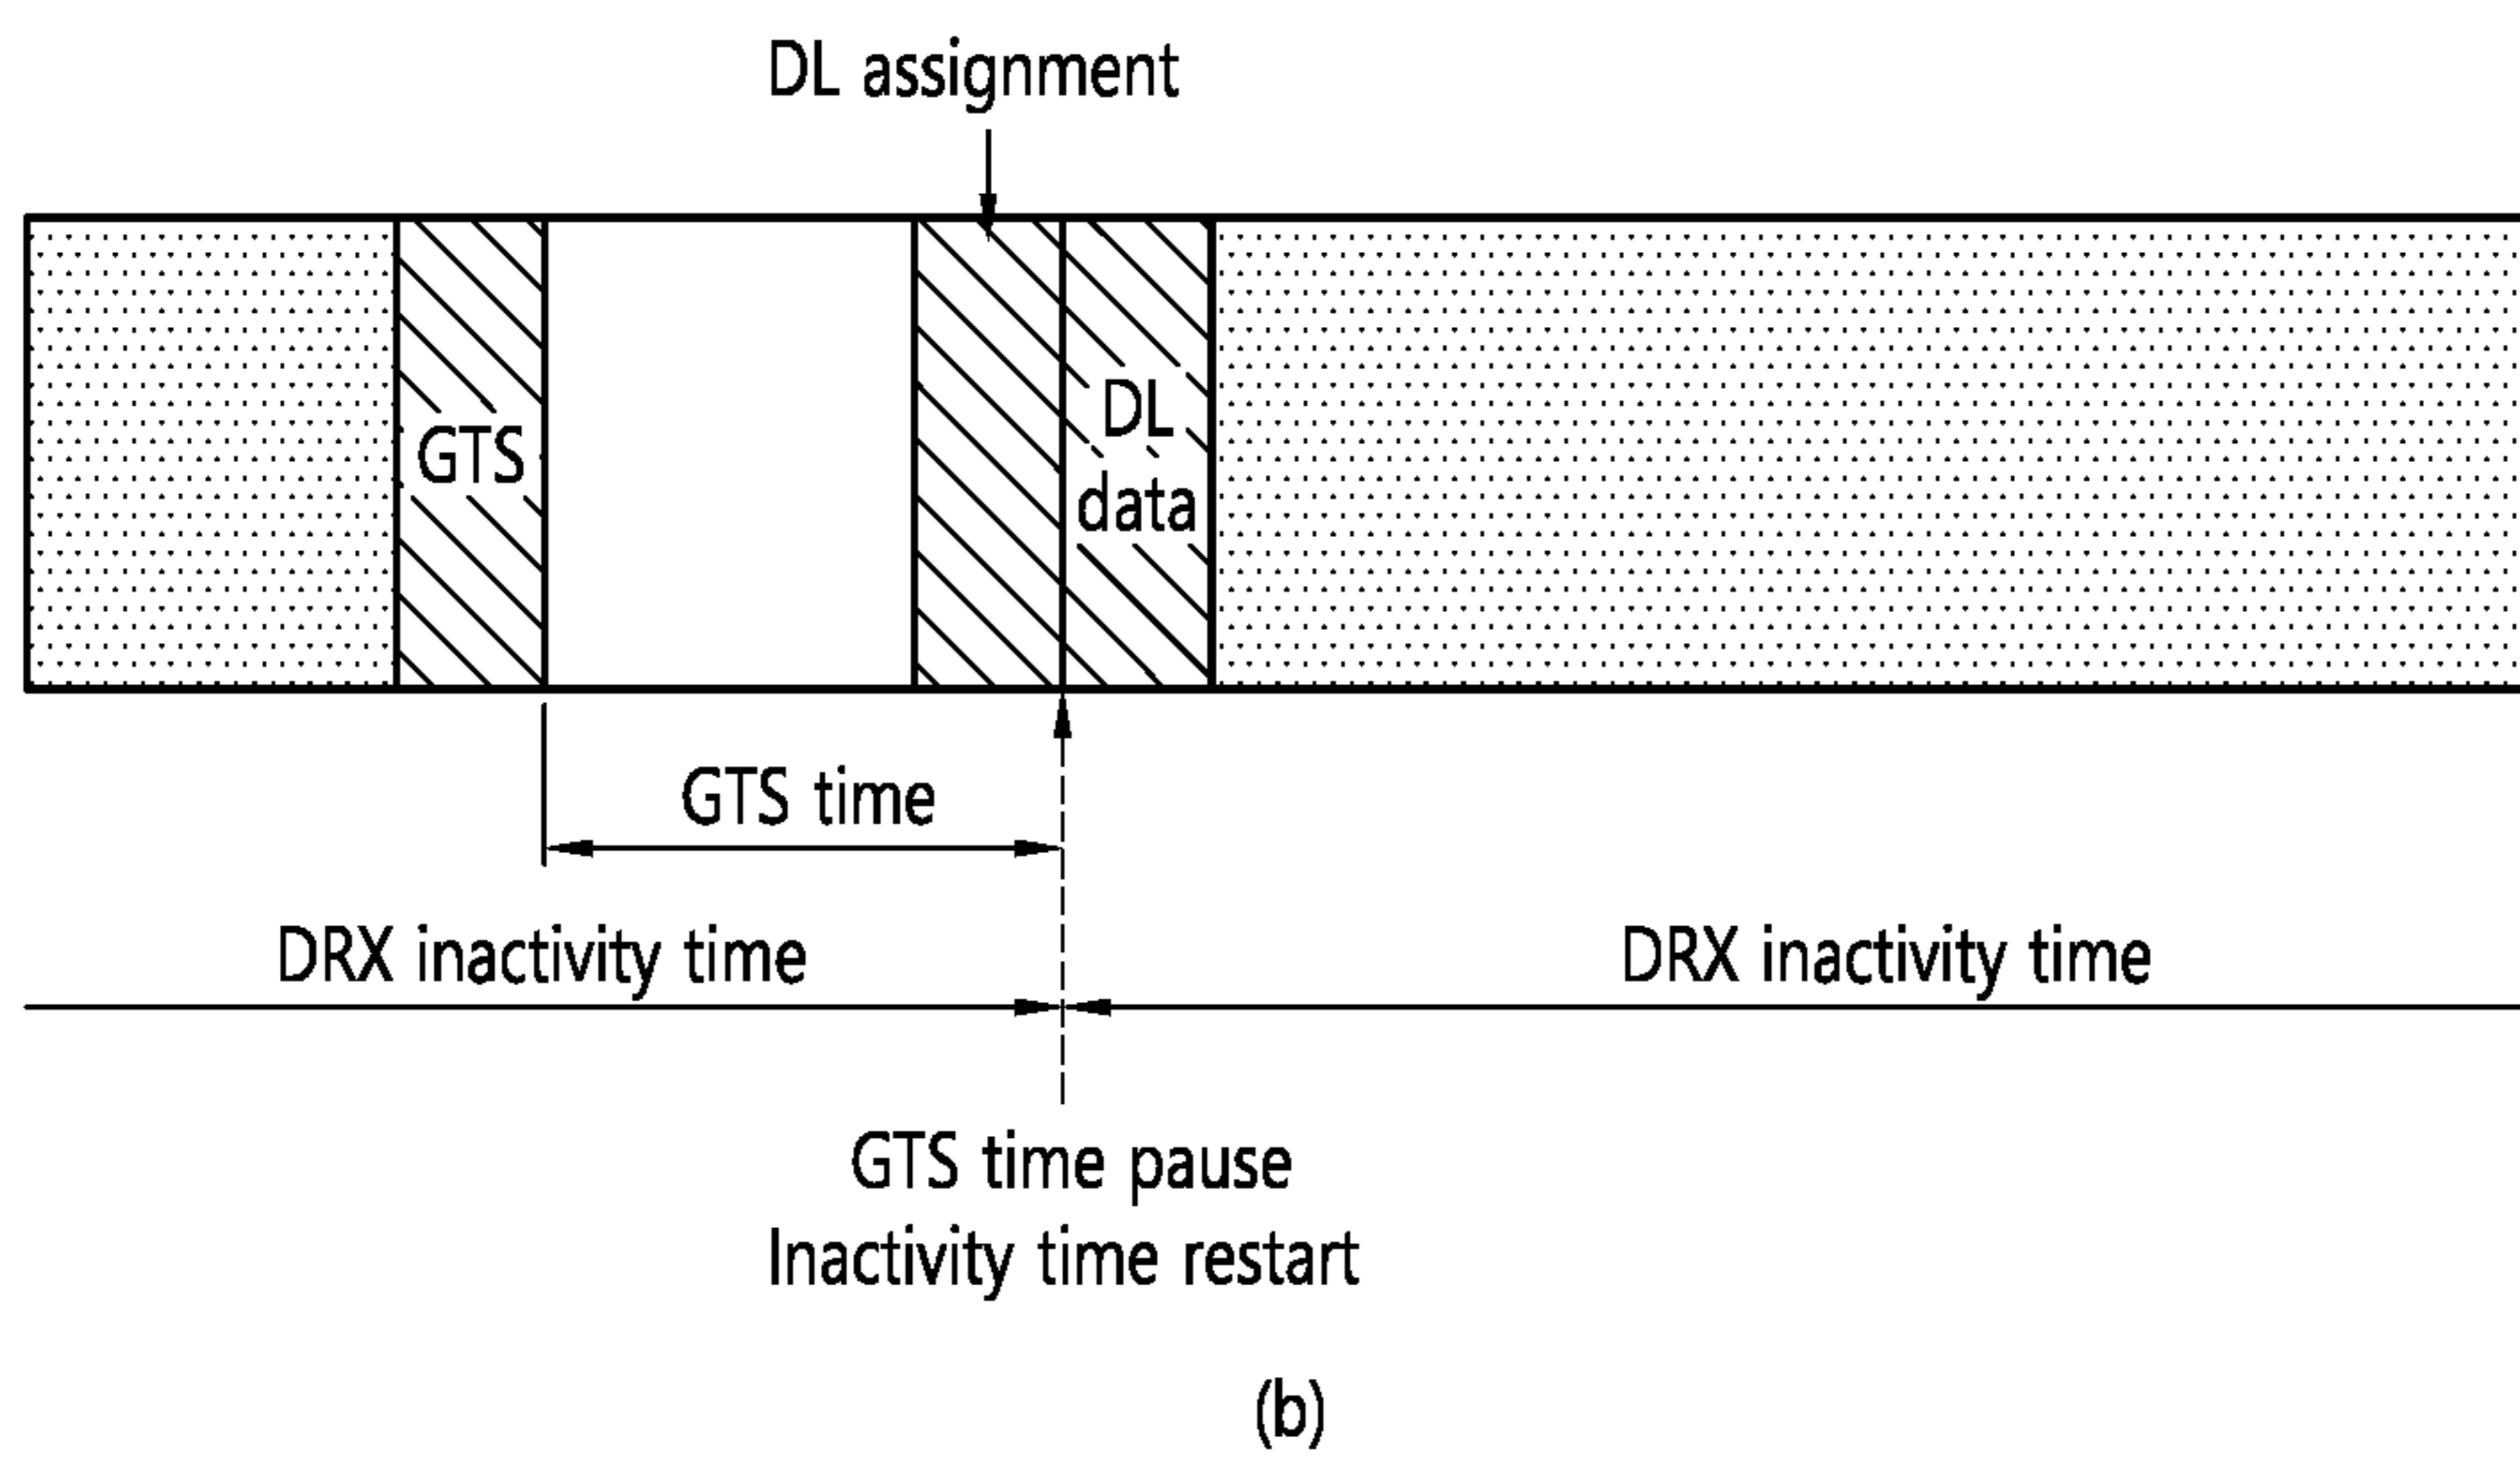 DL assignment
GTS
DL
data
GTS time
DRX inactivity time
DRX inactivity time
GTS time pause
Inactivity time restart
(b)